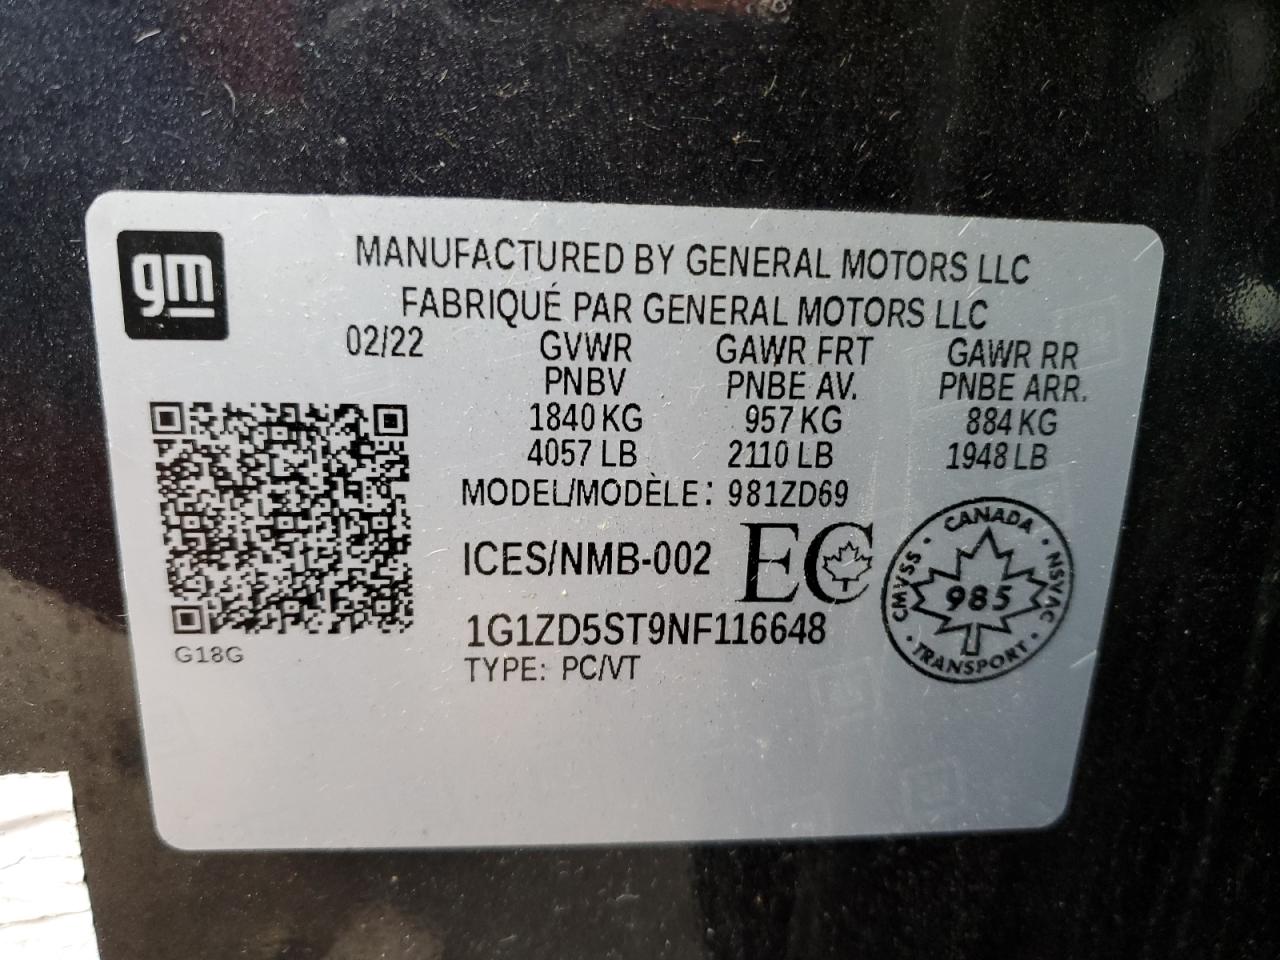 gm
MANUFACTURED BY GENERAL MOTORS LLC
FABRIQUÉ PAR GENERAL MOTORS LLC
02/22 GVWR GAWR FRT GAWR RR
PNBV PNBE AV. PNBE ARR.
1840 KG 957 KG 884 KG
4057 LB 2110 LB 1948 LB
MODEL/MODÈLE: 981ZD69
ICES/NMB-002 EC
1G1ZD5ST9NF116648
TYPE: PC/VT
G18G
CANADA
CMVSS · NSVAC
985
TRANSPORT